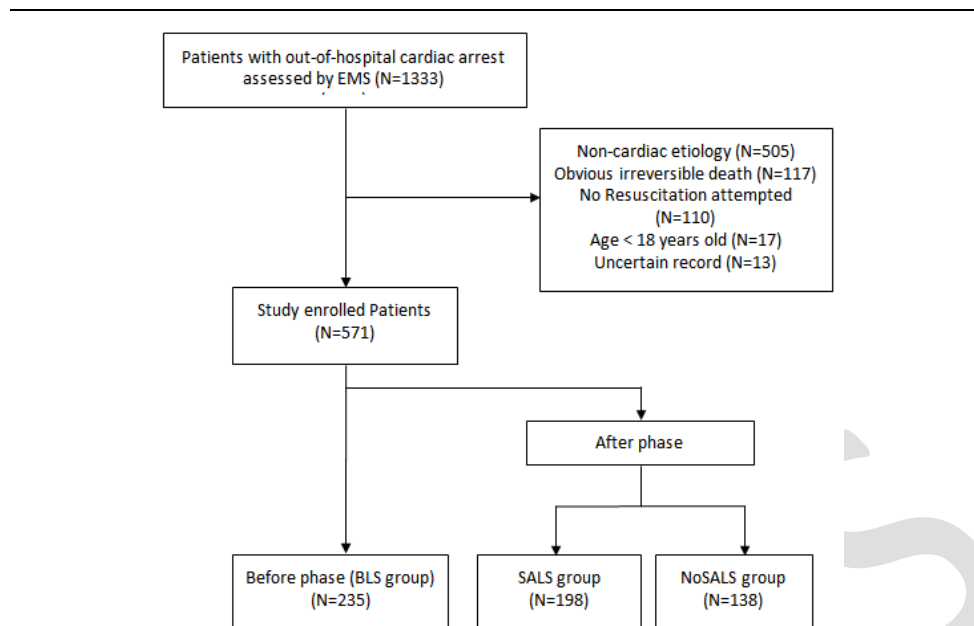 Patients with out-of-hospital cardiac arrest
assessed by EMS (N=1333)
Non-cardiac etiology (N=505)
Obvious irreversible death (N=117)
No Resuscitation attempted
(N=110)
Age < 18 years old (N=17)
Uncertain record (N=13)
Study enrolled Patients
(N=571)
After phase
Before phase (BLS group)
(N=235)
SALS group
(N=198)
NoSALS group
(N=138)